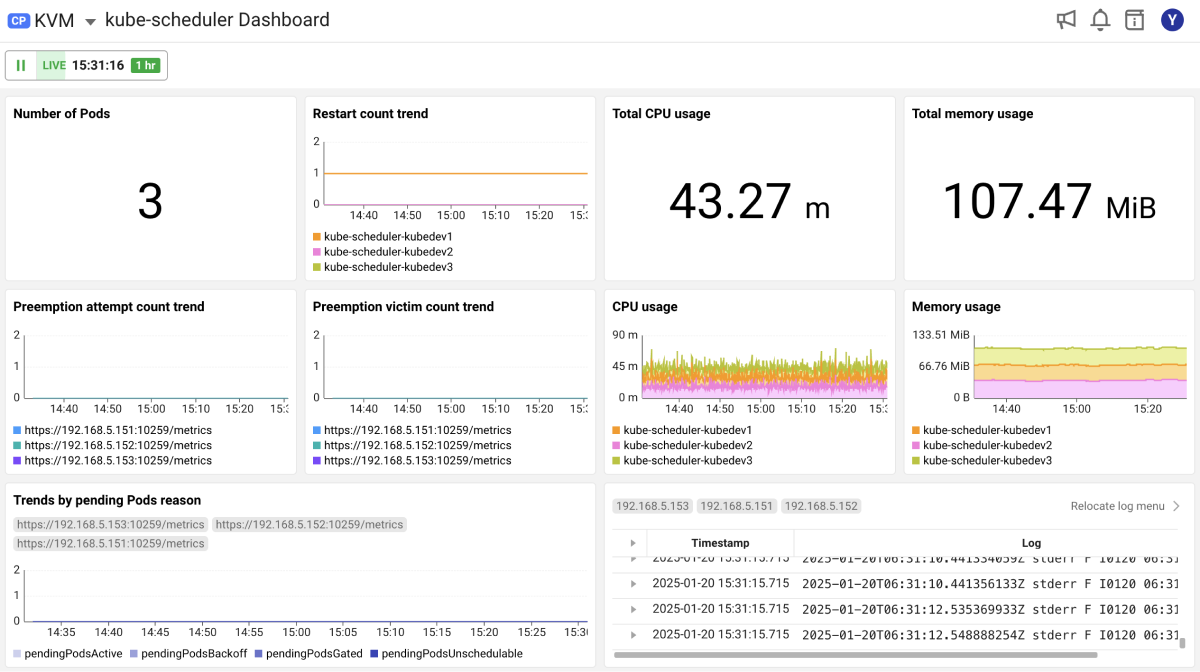 CP KVM kube-scheduler Dashboard
Y
LIVE 15:31:16 1 hr
Number of Pods
3
Restart count trend
2
1
0
14:40 14:50 15:00 15:10 15:20
kube-scheduler-kubedev1
kube-scheduler-kubedev2
kube-scheduler-kubedev3
Total CPU usage
43.27 m
Total memory usage
107.47 MiB
Preemption attempt count trend
2
1
0
14:40 14:50 15:00 15:10 15:20
https://192.168.5.151:10259/metrics
https://192.168.5.152:10259/metrics
https://192.168.5.153:10259/metrics
Preemption victim count trend
2
1
0
14:40 14:50 15:00 15:10 15:20
https://192.168.5.151:10259/metrics
https://192.168.5.152:10259/metrics
https://192.168.5.153:10259/metrics
CPU usage
90 m
45 m
0 m
14:40 14:50 15:00 15:10 15:20
kube-scheduler-kubedev1
kube-scheduler-kubedev2
kube-scheduler-kubedev3
Memory usage
133.51 MiB
66.76 MiB
0 B
14:40 15:00 15:20
kube-scheduler-kubedev1
kube-scheduler-kubedev2
kube-scheduler-kubedev3
Trends by pending Pods reason
https://192.168.5.153:10259/metrics https://192.168.5.152:10259/metrics
https://192.168.5.151:10259/metrics
2
1
0
14:35 14:40 14:45 14:50 14:55 15:00 15:05 15:10 15:15 15:20 15:25 15:30
pendingPodsActive pendingPodsBackoff pendingPodsGated pendingPodsUnschedulable
192.168.5.153 192.168.5.151 192.168.5.152 Relocate log menu
Timestamp Log
2025-01-20 15:31:15.715 2025-01-20T06:31:10.441334059Z stderr F I0120 06:31
2025-01-20 15:31:15.715 2025-01-20T06:31:10.441356133Z stderr F I0120 06:31
2025-01-20 15:31:15.715 2025-01-20T06:31:12.535369933Z stderr F I0120 06:31
2025-01-20 15:31:15.715 2025-01-20T06:31:12.548888254Z stderr F I0120 06:31